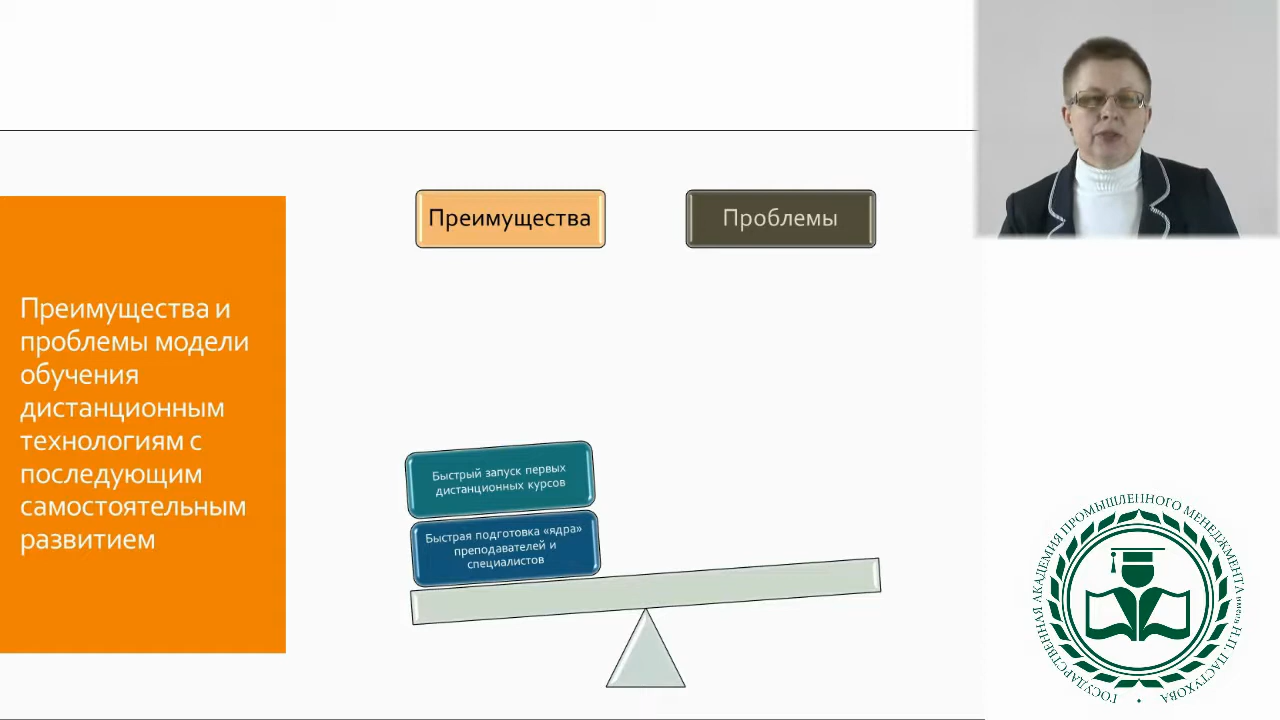 Преимущества
Проблемы
Преимущества и
проблемы модели
обучения
дистанционным
технологиям с
последующим
самостоятельным
развитием
Быстрый запуск первых
дистанционных курсов
Быстрая подготовка «ядра»
преподавателей и
специалистов
ГОСУДАРСТВЕННАЯ АКАДЕМИЯ ПРОМЫШЛЕННОГО МЕНЕДЖМЕНТА имени Н.П. ПАСТУХОВА